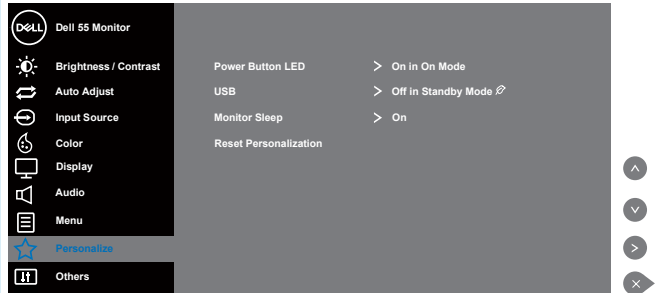 DELL Dell 55 Monitor
Brightness / Contrast Power Button LED > On in On Mode
Auto Adjust USB > Off in Standby Mode
Input Source Monitor Sleep > On
Color Reset Personalization
Display
Audio
Menu
Personalize
Others